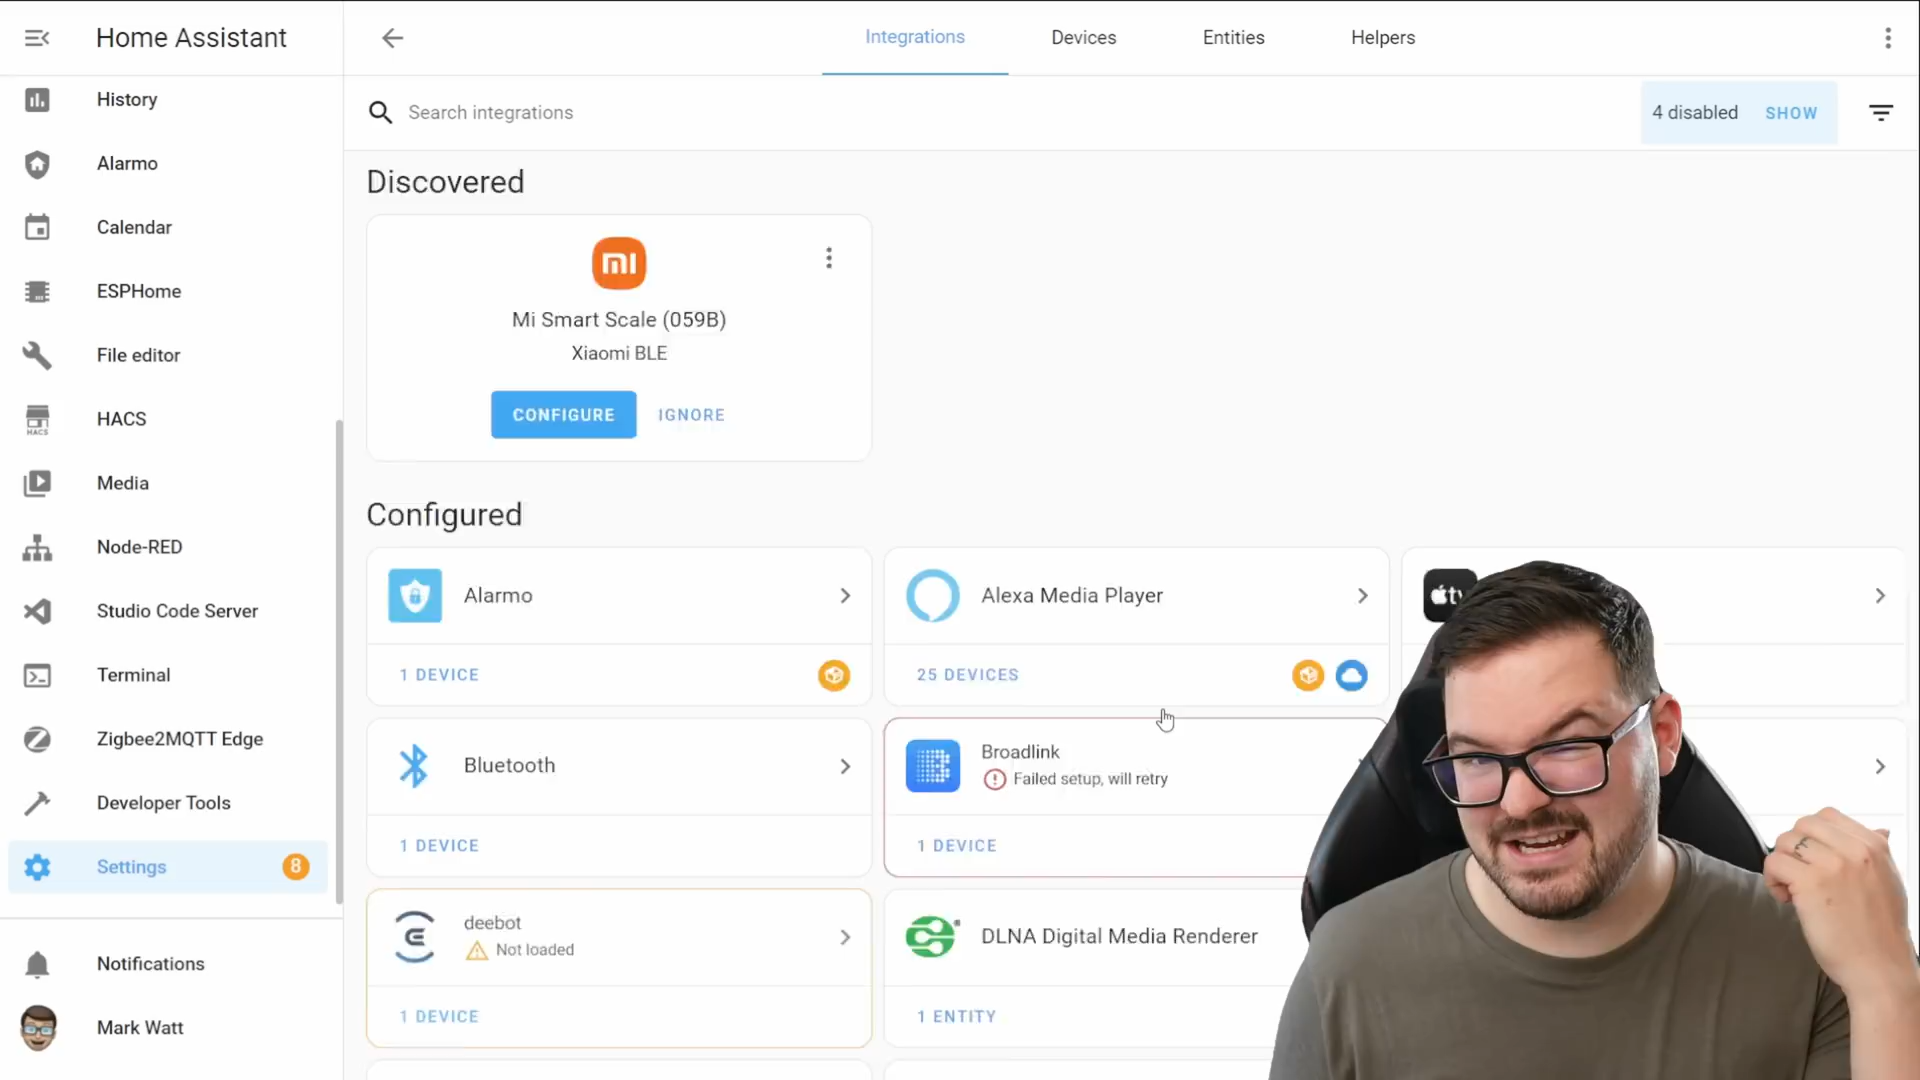 Home Assistant
Integrations
Devices
Entities
Helpers
History
Alarmo
Calendar
ESPHome
File editor
HACS
HACS
Media
Node-RED
Studio Code Server
Terminal
Zigbee2MQTT Edge
Developer Tools
Settings
8
Notifications
Mark Watt
Search integrations
4 disabled
SHOW
Discovered
mi
Mi Smart Scale (059B)
Xiaomi BLE
CONFIGURE
IGNORE
Configured
Alarmo
1 DEVICE
Alexa Media Player
25 DEVICES
tv
Bluetooth
1 DEVICE
Broadlink
Failed setup, will retry
1 DEVICE
deebot
Not loaded
1 DEVICE
DLNA Digital Media Renderer
1 ENTITY